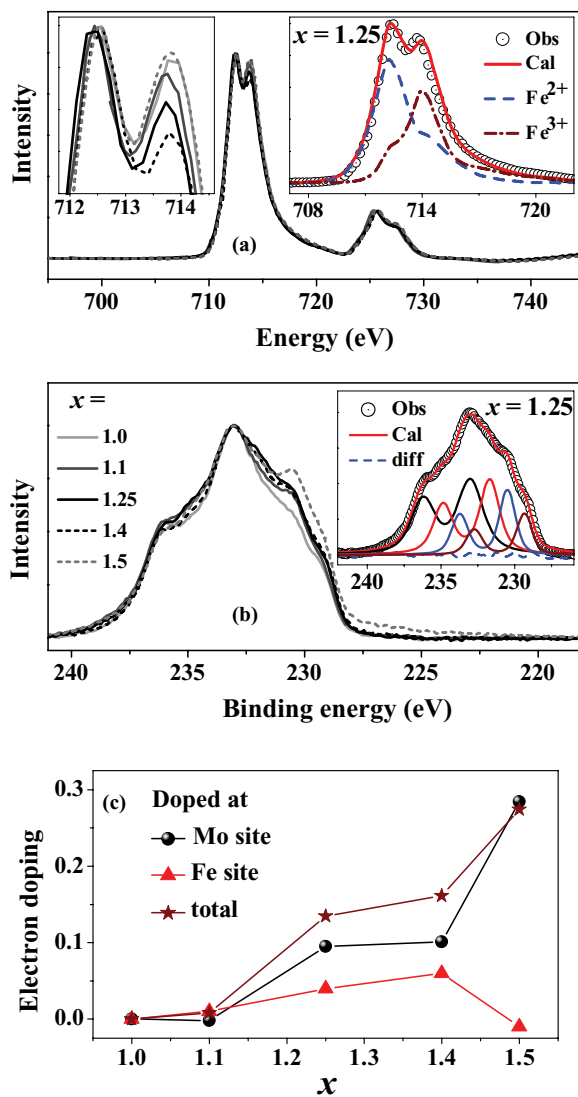 Intensity
712 713 714
x = 1.25
Obs
Cal
Fe2+
Fe3+
708 714 720
(a)
700 710 720 730 740
Energy (eV)
Intensity
x =
1.0
1.1
1.25
1.4
1.5
(b)
Obs
x = 1.25
Cal
diff
240 235 230
240 235 230 225 220
Binding energy (eV)
Electron doping
0.3
0.2
0.1
0.0
(c) Doped at
Mo site
Fe site
total
1.0 1.1 1.2 1.3 1.4 1.5
x